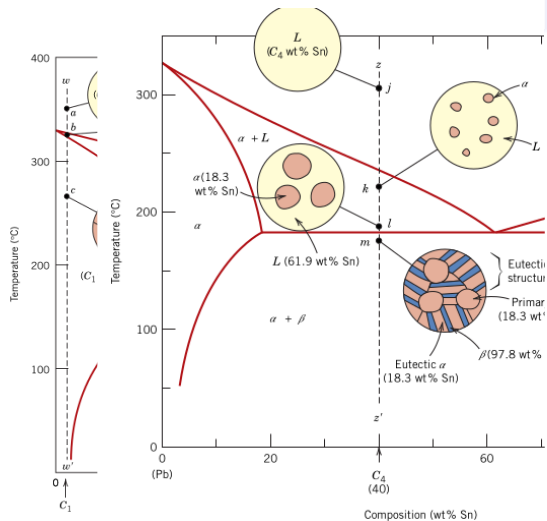 400
300
200
100
0
Temperature (°C)
w
a
b
c
(C₁
w'
C₁
300
200
100
0
Temperature (°C)
L
(C₄ wt% Sn)
z
j
α
L
α + L
α(18.3
wt% Sn)
k
l
m
α
L (61.9 wt% Sn)
Eutectic
structu
Primar
(18.3 wt%
β(97.8 wt%
Eutectic α
(18.3 wt% Sn)
α + β
z'
0
(Pb)
20
C₄
(40)
60
Composition (wt% Sn)